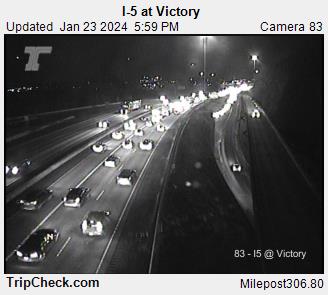 I-5 at Victory
Updated  Jan 23 2024  5:59 PM  Camera 83
T
83 - I5 @ Victory
TripCheck.com  Milepost306.80